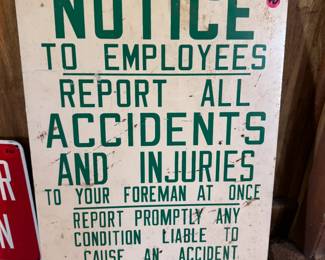 NOTICE
TO EMPLOYEES
REPORT ALL
ACCIDENTS
AND INJURIES
TO YOUR FOREMAN AT ONCE
REPORT PROMPTLY ANY
CONDITION LIABLE TO
CAUSE AN ACCIDENT
R
N